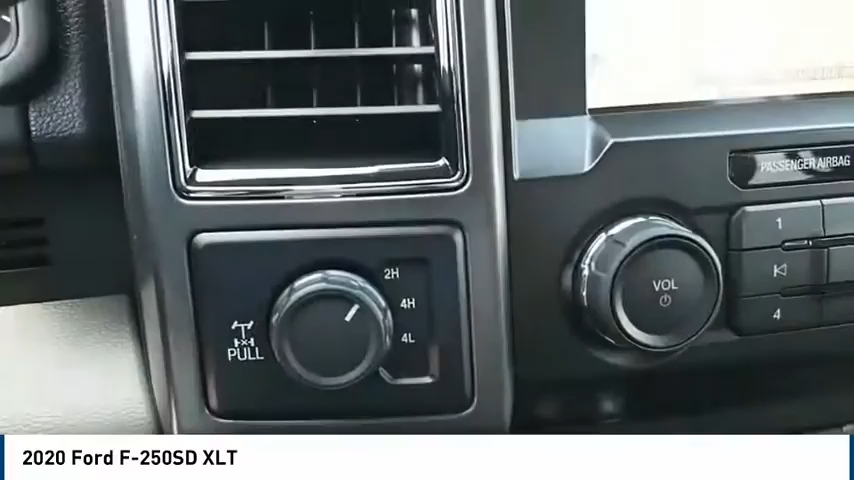 PASSENGER AIRBAG
2H
4H
4L
PULL
VOL
1
4
2020 Ford F-250SD XLT